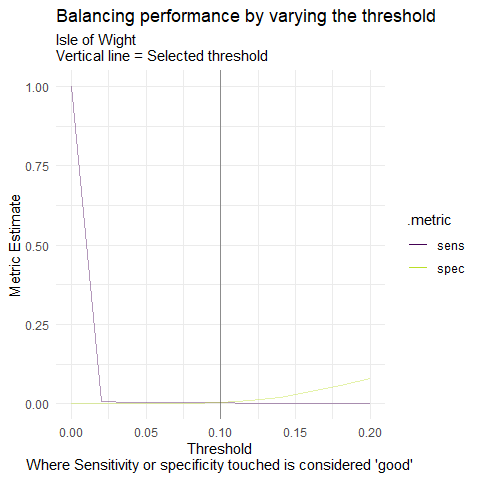 Balancing performance by varying the threshold
Isle of Wight
Vertical line = Selected threshold
1.00
0.75
0.50
0.25
0.00
Metric Estimate
0.00 0.05 0.10 0.15 0.20
Threshold
.metric
sens
spec
Where Sensitivity or specificity touched is considered 'good'